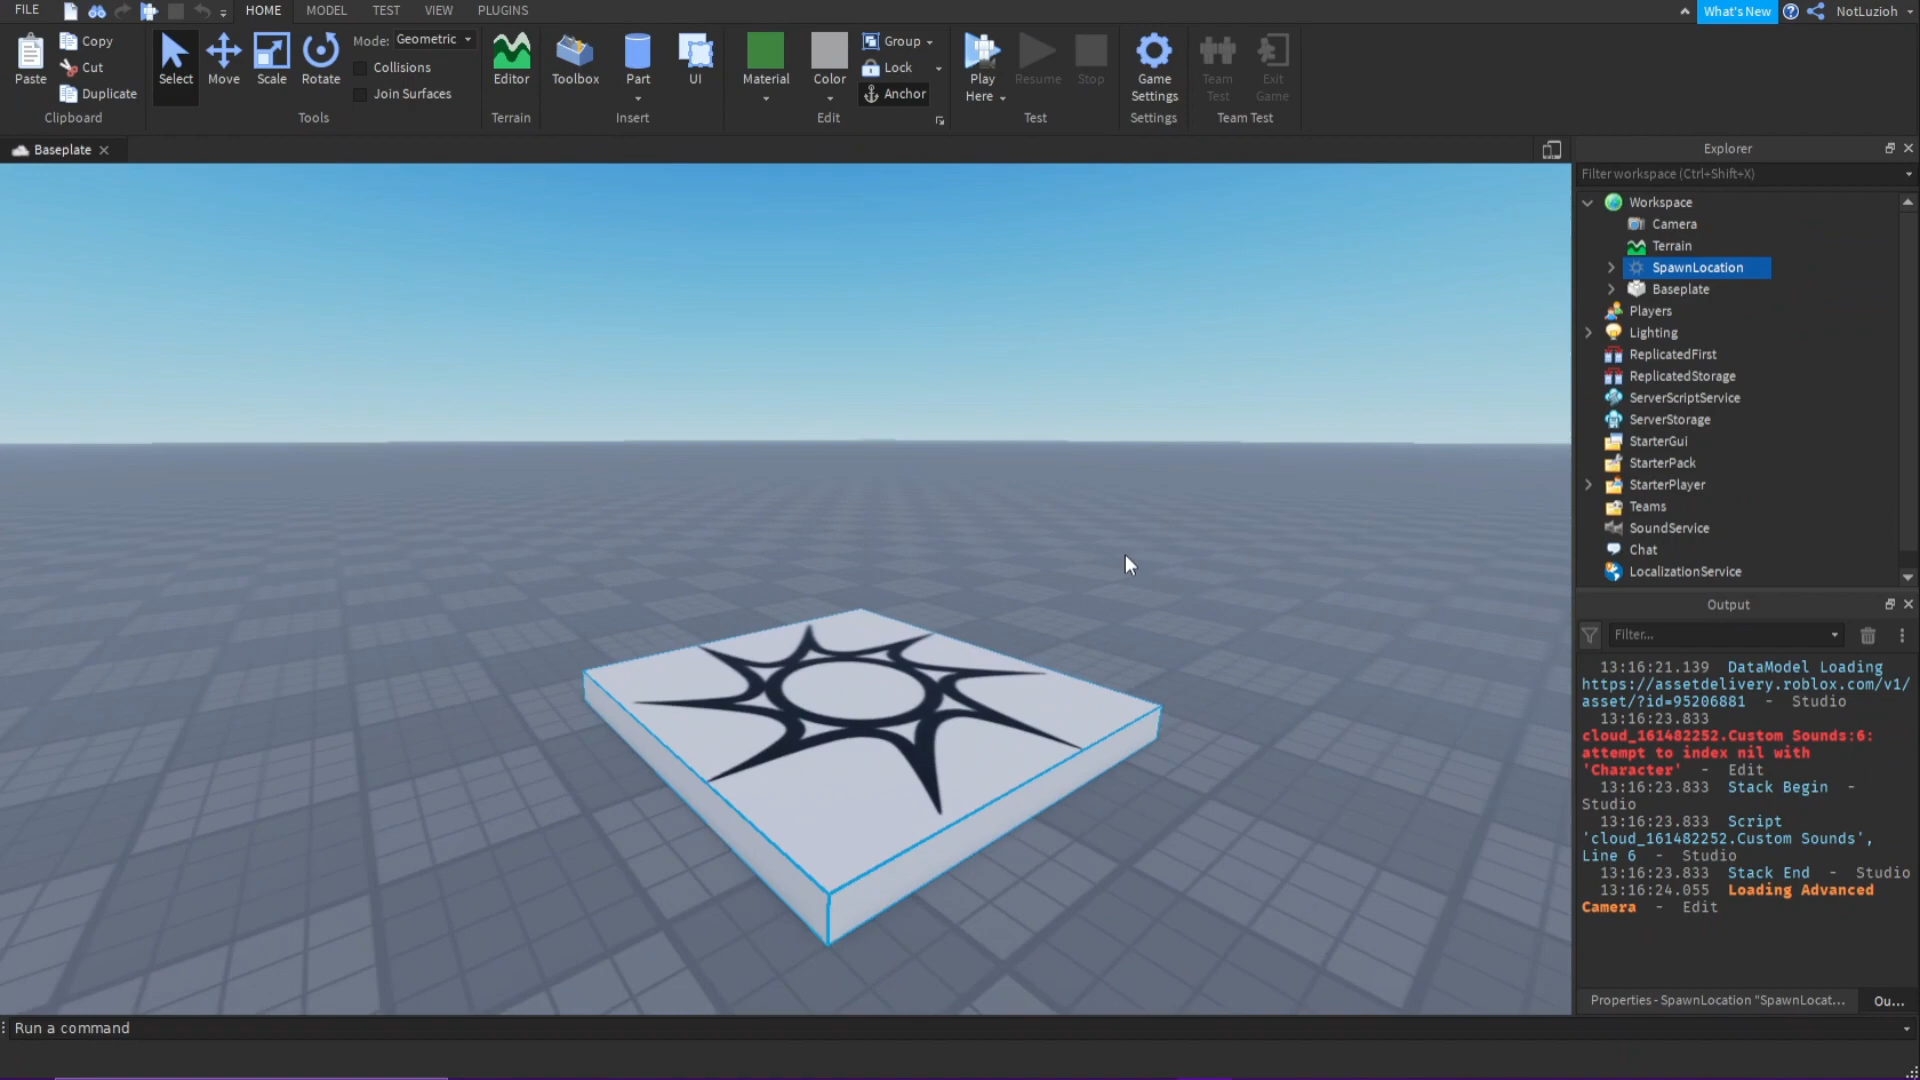 FILE
HOME
MODEL
TEST
VIEW
PLUGINS
What's New
NotLuzioh
Paste
Copy
Cut
Duplicate
Clipboard
Select
Move
Scale
Rotate
Mode: Geometric
Collisions
Join Surfaces
Tools
Editor
Terrain
Toolbox
Part
UI
Insert
Material
Color
Group
Lock
Anchor
Edit
Play
Here
Resume
Stop
Test
Game
Settings
Settings
Team
Test
Exit
Game
Team Test
Baseplate
Explorer
Filter workspace (Ctrl+Shift+X)
Workspace
Camera
Terrain
SpawnLocation
Baseplate
Players
Lighting
ReplicatedFirst
ReplicatedStorage
ServerScriptService
ServerStorage
StarterGui
StarterPack
StarterPlayer
Teams
SoundService
Chat
LocalizationService
Output
Filter...
13:16:21.139 DataModel Loading
https://assetdelivery.roblox.com/v1/
asset/?id=95206881 - Studio
13:16:23.833
cloud_161482252.Custom Sounds:6:
attempt to index nil with
'Character' - Edit
13:16:23.833 Stack Begin -
Studio
13:16:23.833 Script
'cloud_161482252.Custom Sounds',
Line 6 - Studio
13:16:23.833 Stack End - Studio
13:16:24.055 Loading Advanced
Camera - Edit
Properties - SpawnLocation "SpawnLocat...
Ou...
Run a command